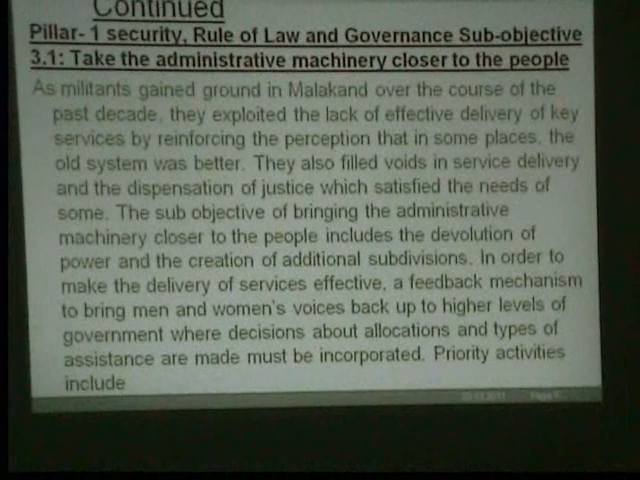 Continued
Pillar- 1 security, Rule of Law and Governance Sub-objective
3.1: Take the administrative machinery closer to the people
As militants gained ground in Malakand over the course of the
past decade, they exploited the lack of effective delivery of key
services by reinforcing the perception that in some places, the
old system was better. They also filled voids in service delivery
and the dispensation of justice which satisfied the needs of
some. The sub objective of bringing the administrative
machinery closer to the people includes the devolution of
power and the creation of additional subdivisions. In order to
make the delivery of services effective, a feedback mechanism
to bring men and women's voices back up to higher levels of
government where decisions about allocations and types of
assistance are made must be incorporated. Priority activities
include
Page